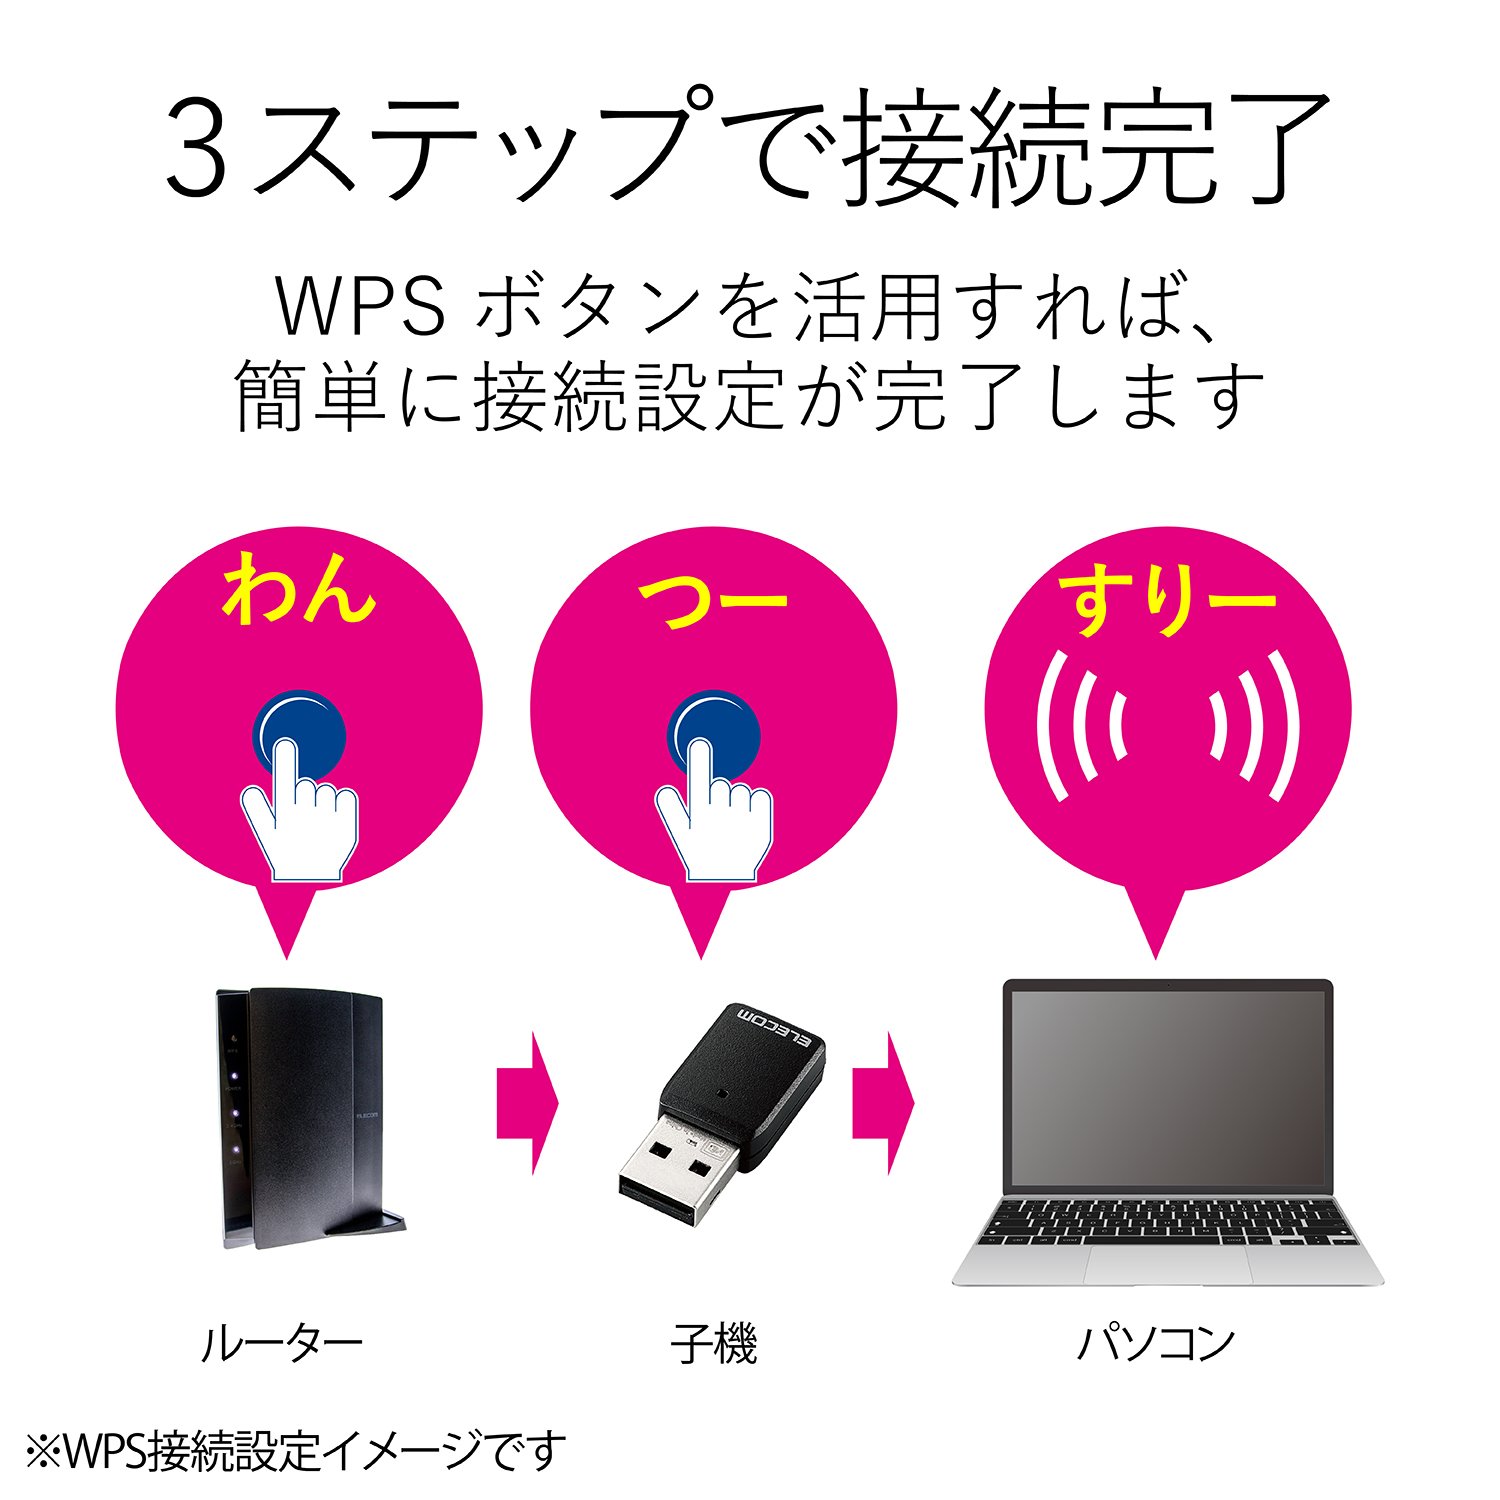 3ステップで接続完了
WPS ボタンを活用すれば、
簡単に接続設定が完了します
わん
つー
すりー
ELECOM
ELECOM
ルーター
子機
パソコン
※WPS接続設定イメージです